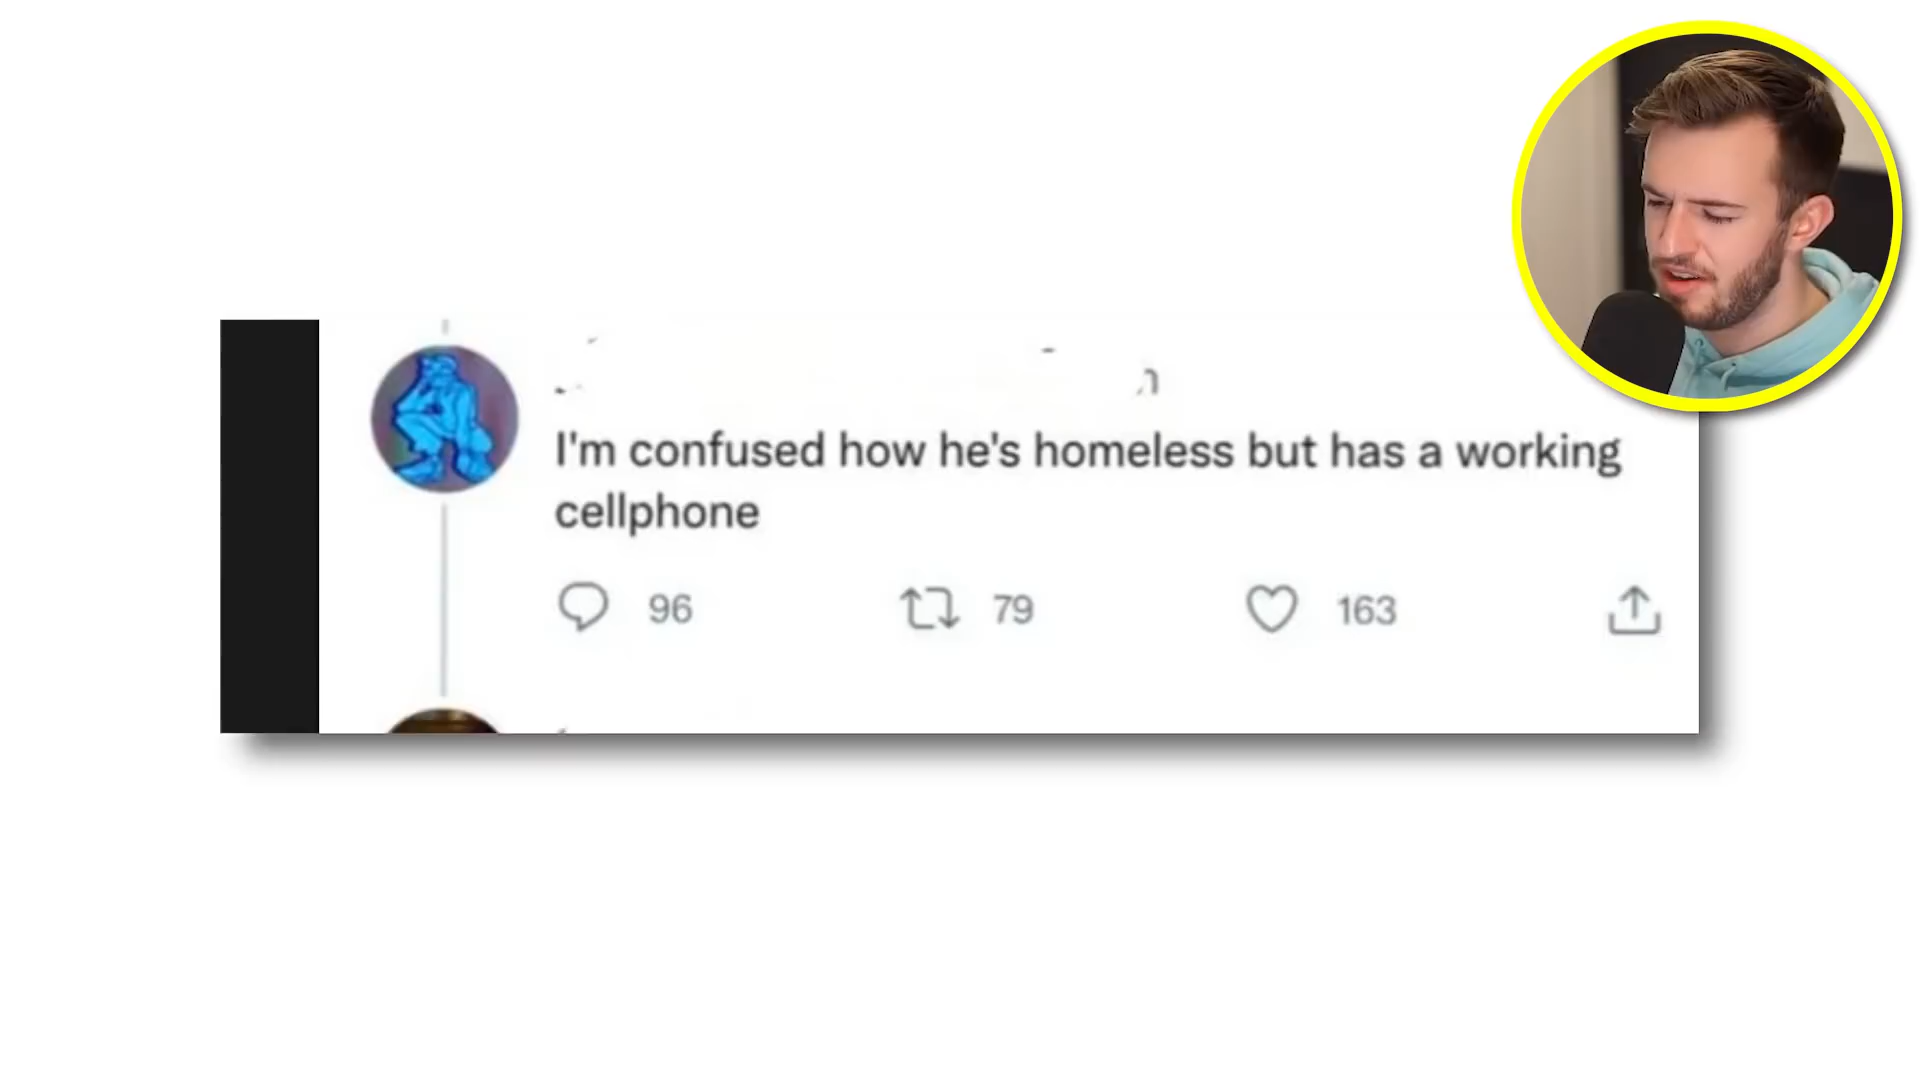 I'm confused how he's homeless but has a working
cellphone
96 79 163